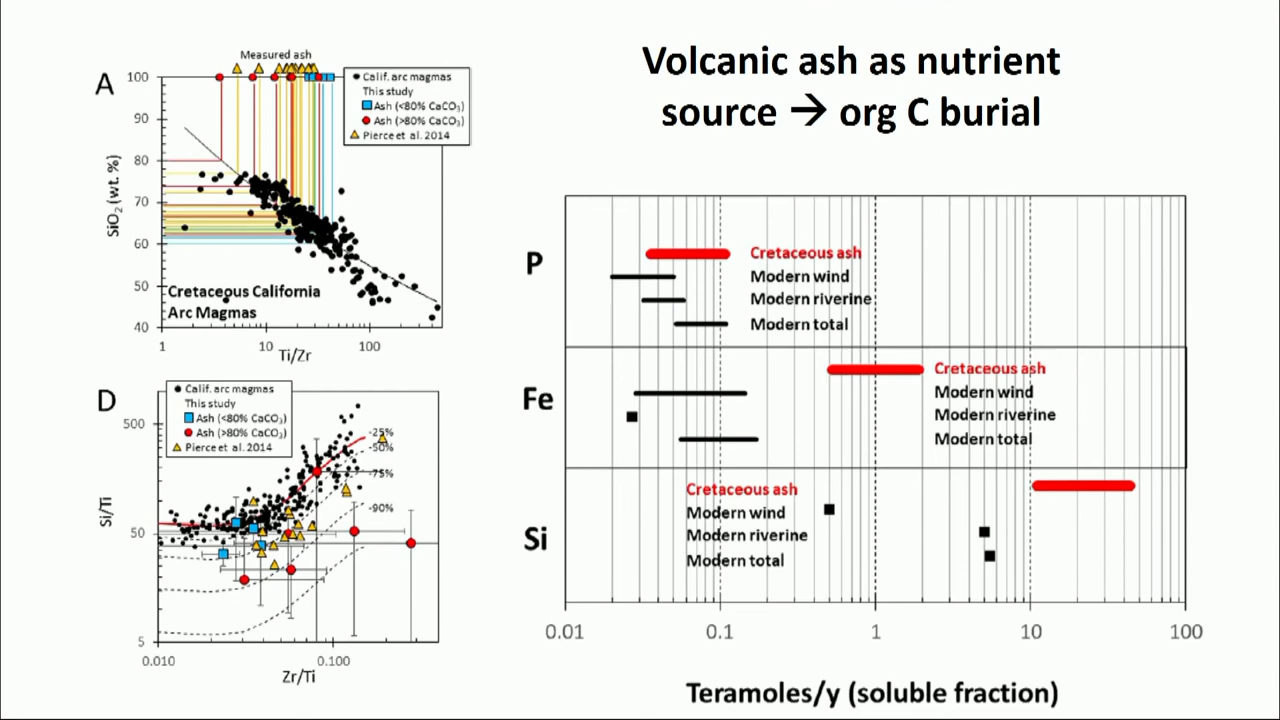 Volcanic ash as nutrient
source → org C burial
A
Measured ash
Calif. arc magmas
This study
Ash (<80% CaCO3)
Ash (>80% CaCO3)
Pierce et al. 2014
100
90
80
70
60
50
40
SiO2 (wt. %)
Cretaceous California
Arc Magmas
1
10
100
Ti/Zr
D
Calif. arc magmas
This study
Ash (<80% CaCO3)
Ash (>80% CaCO3)
Pierce et al. 2014
500
50
5
Si/Ti
-25%
-50%
-75%
-90%
0.010
0.100
Zr/Ti
P
Cretaceous ash
Modern wind
Modern riverine
Modern total
Fe
Cretaceous ash
Modern wind
Modern riverine
Modern total
Si
Cretaceous ash
Modern wind
Modern riverine
Modern total
0.01
0.1
1
10
100
Teramoles/y (soluble fraction)